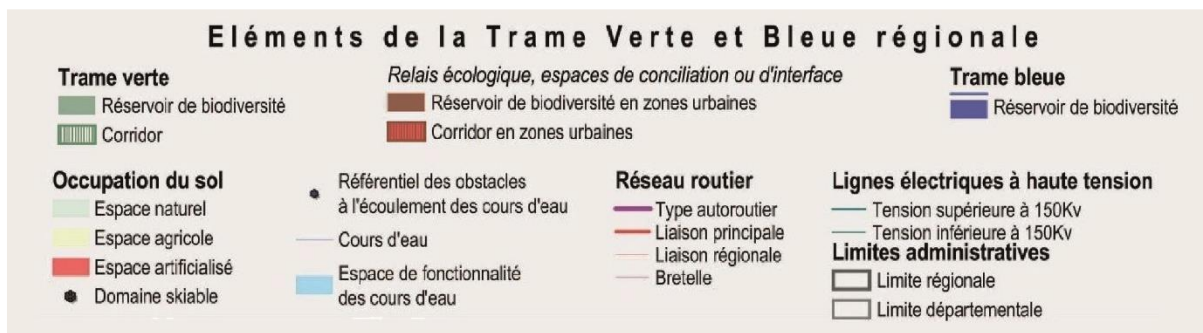 Eléments de la Trame Verte et Bleue régionale
Trame verte
Réservoir de biodiversité
Corridor
Relais écologique, espaces de conciliation ou d'interface
Réservoir de biodiversité en zones urbaines
Corridor en zones urbaines
Trame bleue
Réservoir de biodiversité
Occupation du sol
Espace naturel
Espace agricole
Espace artificialisé
Domaine skiable
Référentiel des obstacles
à l'écoulement des cours d'eau
Cours d'eau
Espace de fonctionnalité
des cours d'eau
Réseau routier
Type autoroutier
Liaison principale
Liaison régionale
Bretelle
Lignes électriques à haute tension
Tension supérieure à 150Kv
Tension inférieure à 150Kv
Limites administratives
Limite régionale
Limite départementale